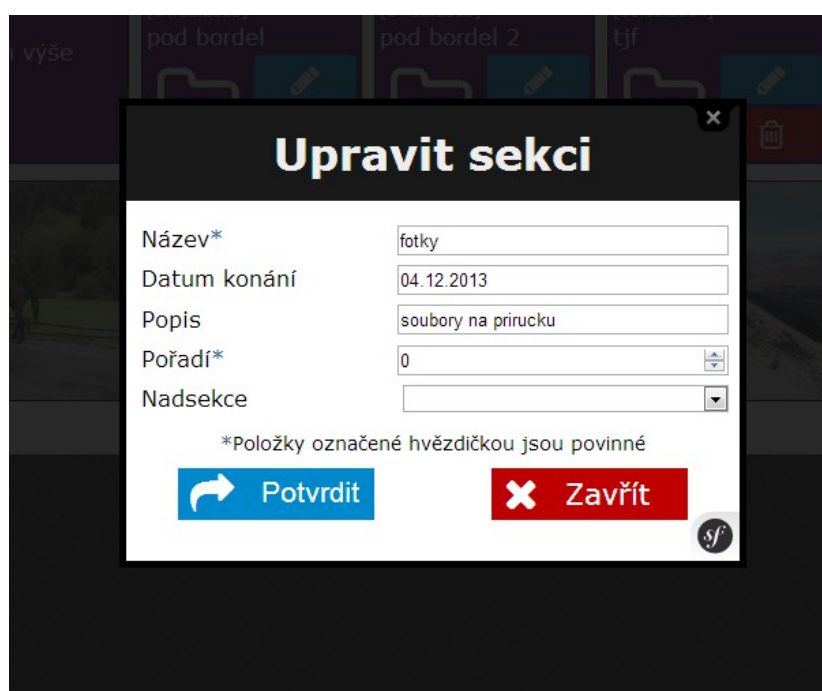 výše
pod bordel
pod bordel 2
tjf
Upravit sekci
Název*
fotky
Datum konání
04.12.2013
Popis
soubory na prirucku
Pořadí*
0
Nadsekce
*Položky označené hvězdičkou jsou povinné
Potvrdit
Zavřít
sf